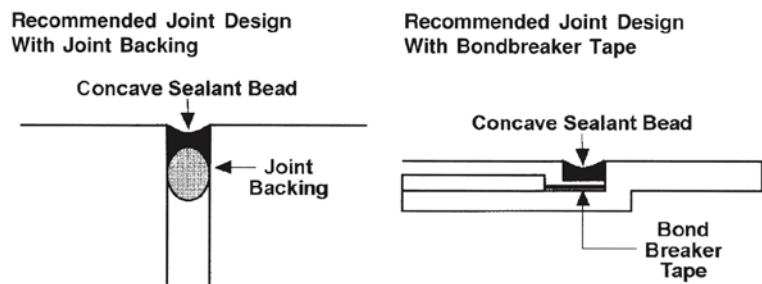 Recommended Joint Design
With Joint Backing
Concave Sealant Bead
Joint
Backing
Recommended Joint Design
With Bondbreaker Tape
Concave Sealant Bead
Bond
Breaker
Tape